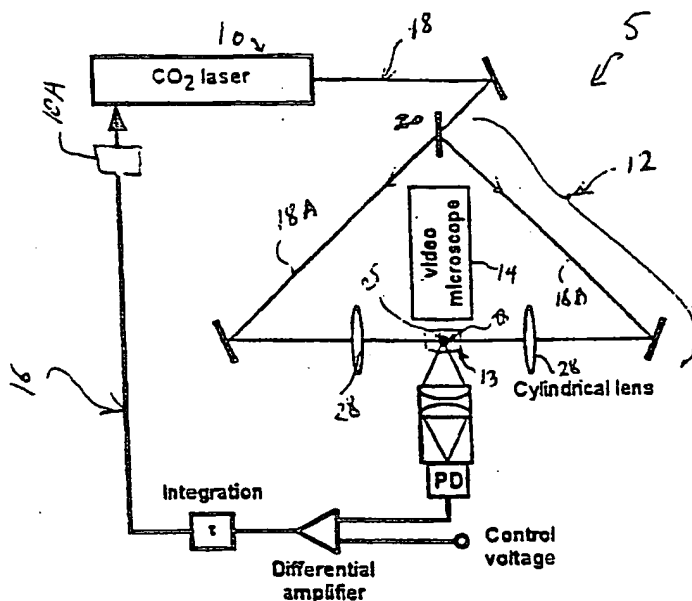 10
18
5
CO2 laser
20
10A
12
18A
video
microscope
14
18B
25
8
13
28
28
Cylindrical lens
16
PD
Integration
τ
Differential
amplifier
Control
voltage